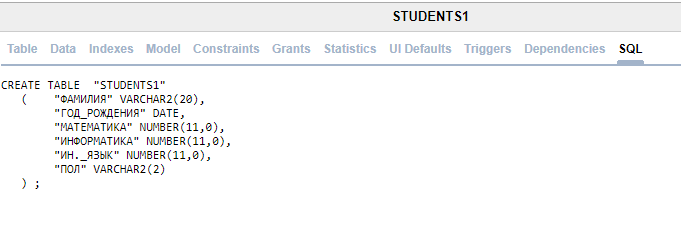 STUDENTS1
Table Data Indexes Model Constraints Grants Statistics UI Defaults Triggers Dependencies SQL
CREATE TABLE "STUDENTS1"
( "ФАМИЛИЯ" VARCHAR2(20),
"ГОД_РОЖДЕНИЯ" DATE,
"МАТЕМАТИКА" NUMBER(11,0),
"ИНФОРМАТИКА" NUMBER(11,0),
"ИН._ЯЗЫК" NUMBER(11,0),
"ПОЛ" VARCHAR2(2)
) ;